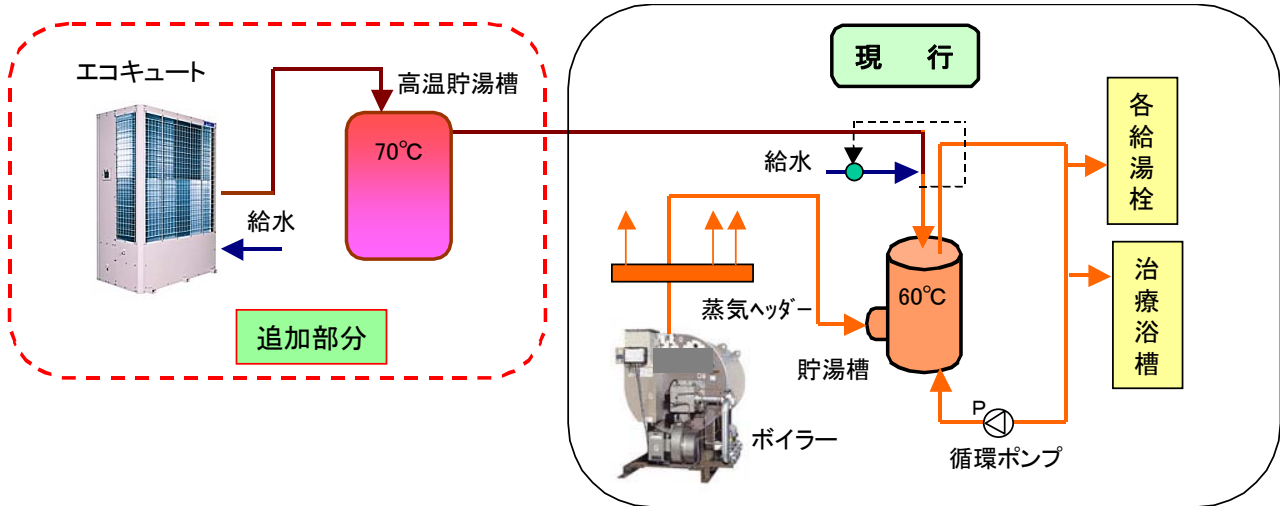 エコキュート
高温貯湯槽
70℃
給水
追加部分
現 行
給水
各給湯栓
治療浴槽
60℃
蒸気ヘッダー
貯湯槽
ボイラー
P
循環ポンプ